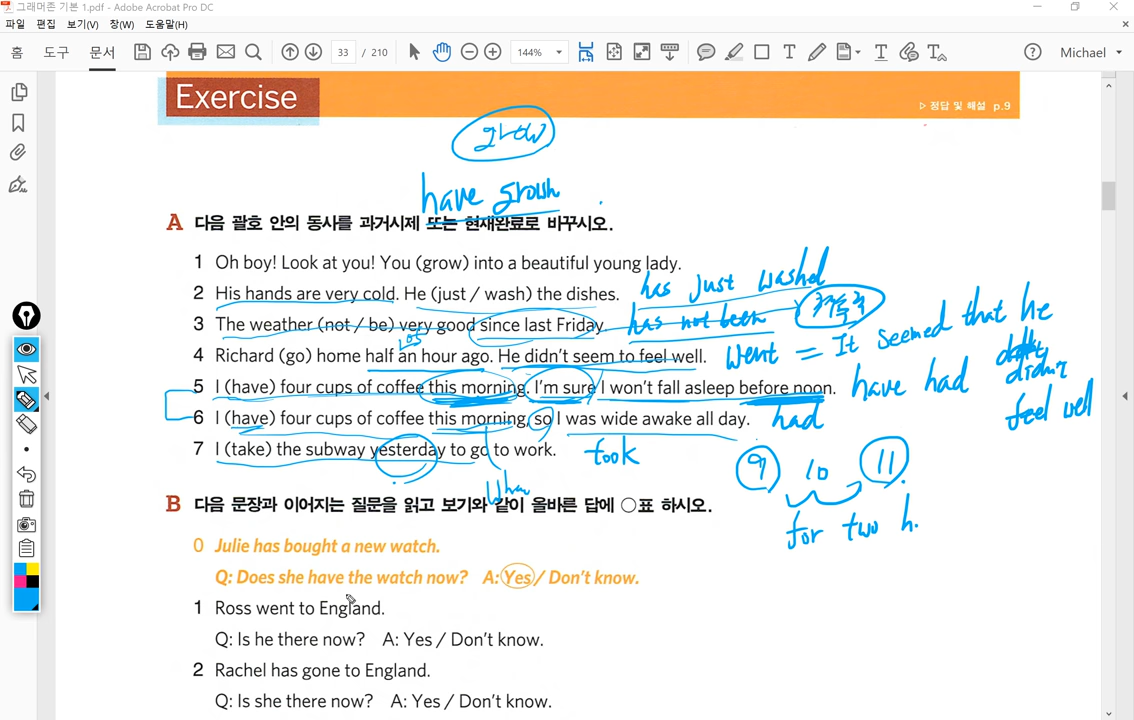 그래머존 기본 1.pdf - Adobe Acrobat Pro DC
파일 편집 보기(V) 창(W) 도움말(H)
홈 도구 문서 33 / 210 144% Michael
Exercise
▷ 정답 및 해설 p.9
grow
have grown
A 다음 괄호 안의 동사를 과거시제 또는 현재완료로 바꾸시오.
1 Oh boy! Look at you! You (grow) into a beautiful young lady.
2 His hands are very cold. He (just / wash) the dishes. has just washed
3 The weather (not / be) very good since last Friday. has not been
4 Richard (go) home half an hour ago. He didn't seem to feel well. went = It seemed that he didn't feel well
5 I (have) four cups of coffee this morning. I'm sure I won't fall asleep before noon. have had
6 I (have) four cups of coffee this morning, so I was wide awake all day. had
7 I (take) the subway yesterday to go to work. took
9 10 11
for two h.
B 다음 문장과 이어지는 질문을 읽고 보기와 같이 올바른 답에 ○표 하시오.
0 Julie has bought a new watch.
Q: Does she have the watch now? A: Yes / Don't know.
1 Ross went to England.
Q: Is he there now? A: Yes / Don't know.
2 Rachel has gone to England.
Q: Is she there now? A: Yes / Don't know.